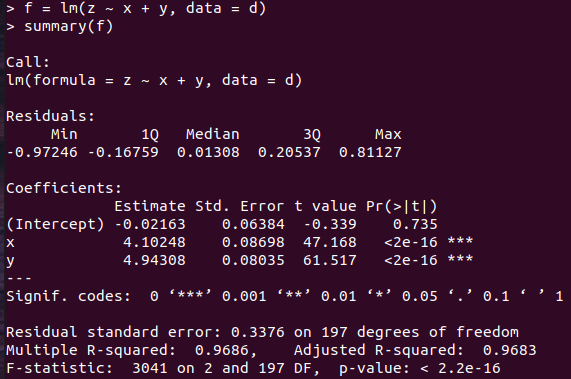 > f = lm(z ~ x + y, data = d)
> summary(f)
Call:
lm(formula = z ~ x + y, data = d)
Residuals:
     Min       1Q   Median       3Q      Max
-0.97246 -0.16759  0.01308  0.20537  0.81127
Coefficients:
            Estimate Std. Error t value Pr(>|t|)
(Intercept) -0.02163    0.06384  -0.339    0.735
x            4.10248    0.08698  47.168   <2e-16 ***
y            4.94308    0.08035  61.517   <2e-16 ***
---
Signif. codes:  0 ‘***’ 0.001 ‘**’ 0.01 ‘*’ 0.05 ‘.’ 0.1 ‘ ’ 1
Residual standard error: 0.3376 on 197 degrees of freedom
Multiple R-squared:  0.9686,	Adjusted R-squared:  0.9683
F-statistic:  3041 on 2 and 197 DF,  p-value: < 2.2e-16